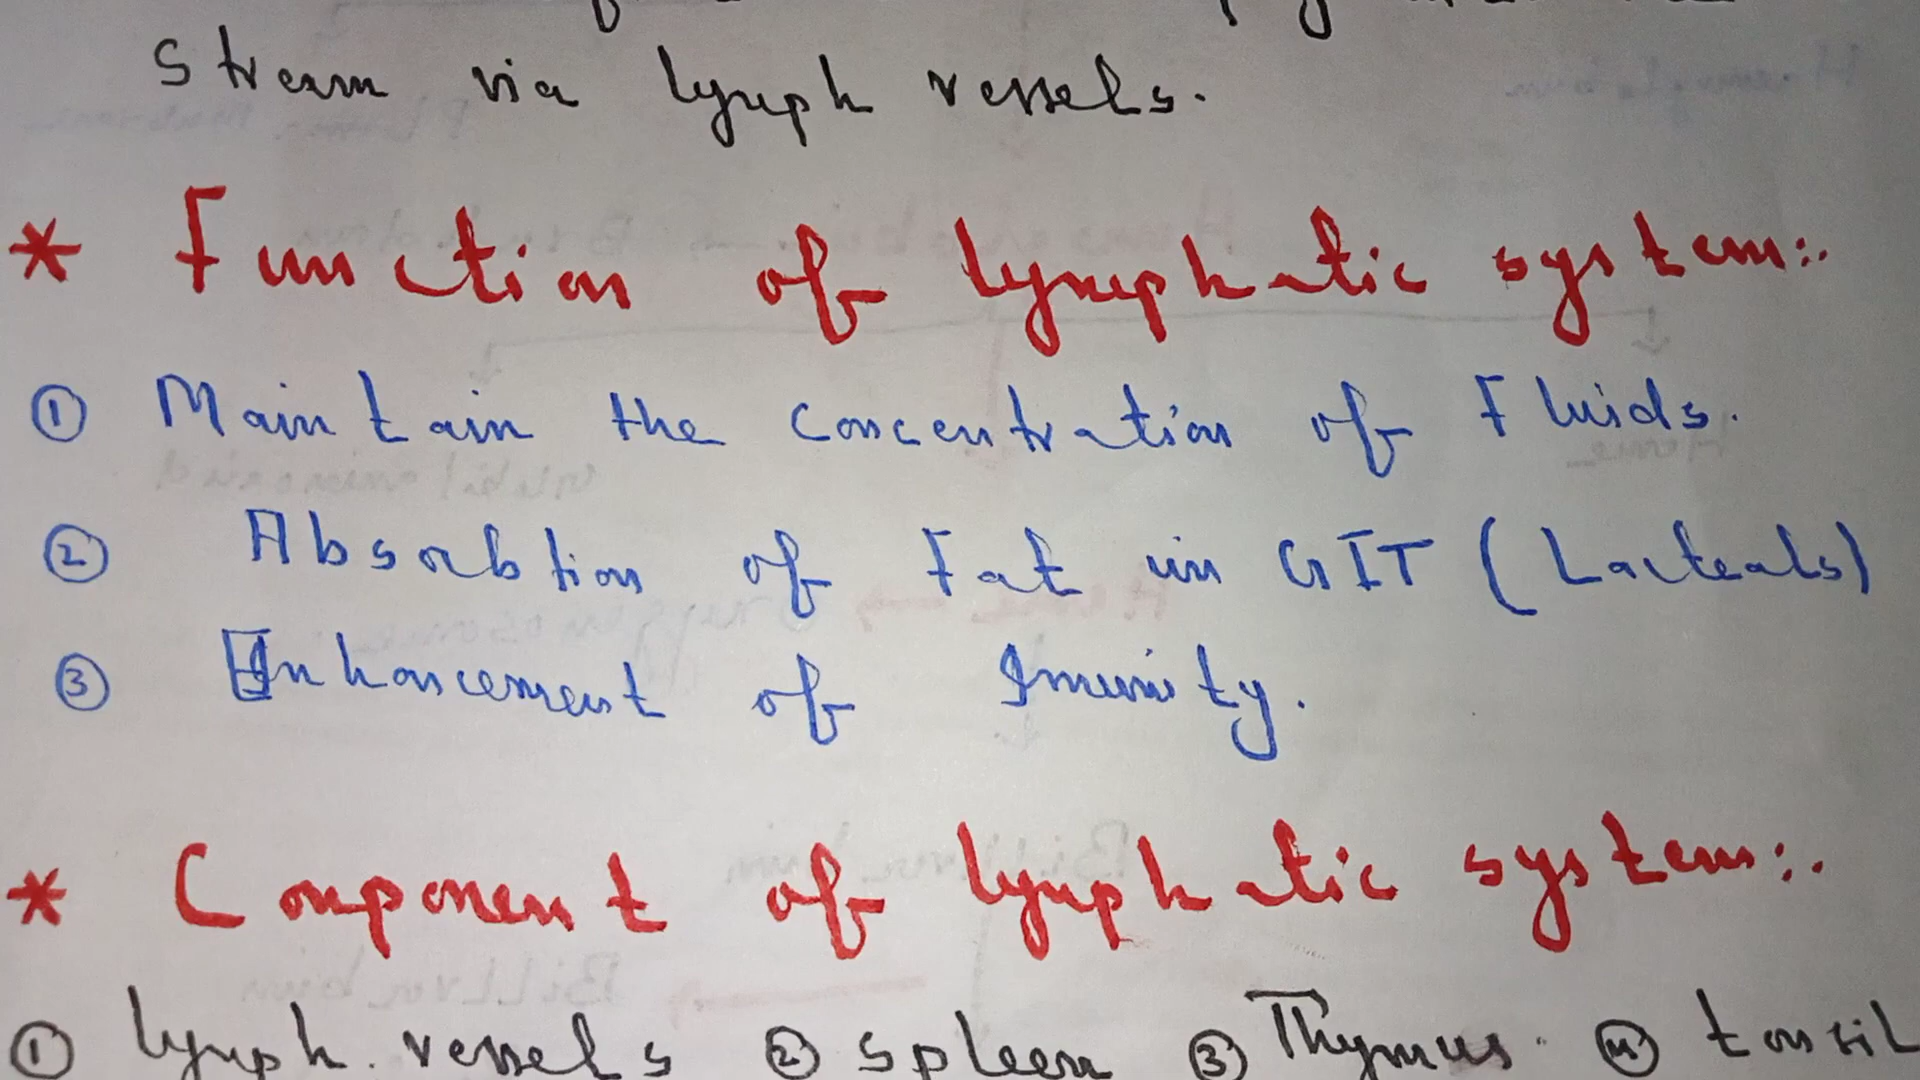 stream via lymph vessels.
* Function of lymphatic system:.
① Maintain the concentration of Fluids.
② Absorbtion of Fat in GIT (Lacteals)
③ Enhancement of Imunity.
* Component of lymphatic system:.
① lymph. vessels ② spleen ③ Thymus. ④ tonsil